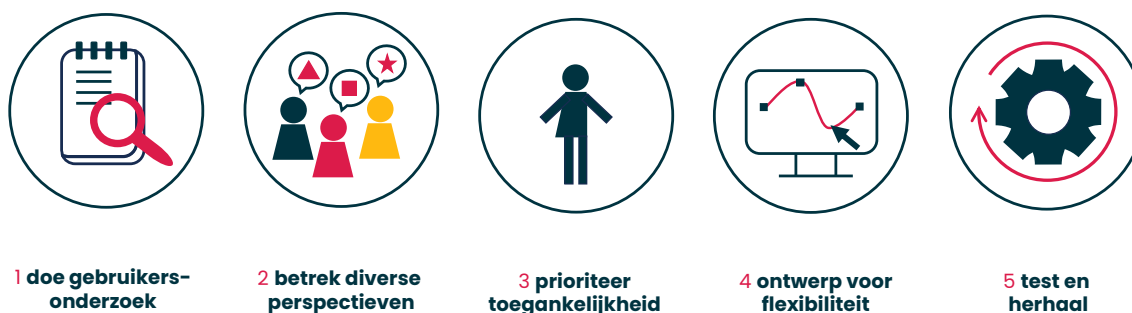 1 doe gebruikers-
onderzoek
2 betrek diverse
perspectieven
3 prioriteer
toegankelijkheid
4 ontwerp voor
flexibiliteit
5 test en
herhaal